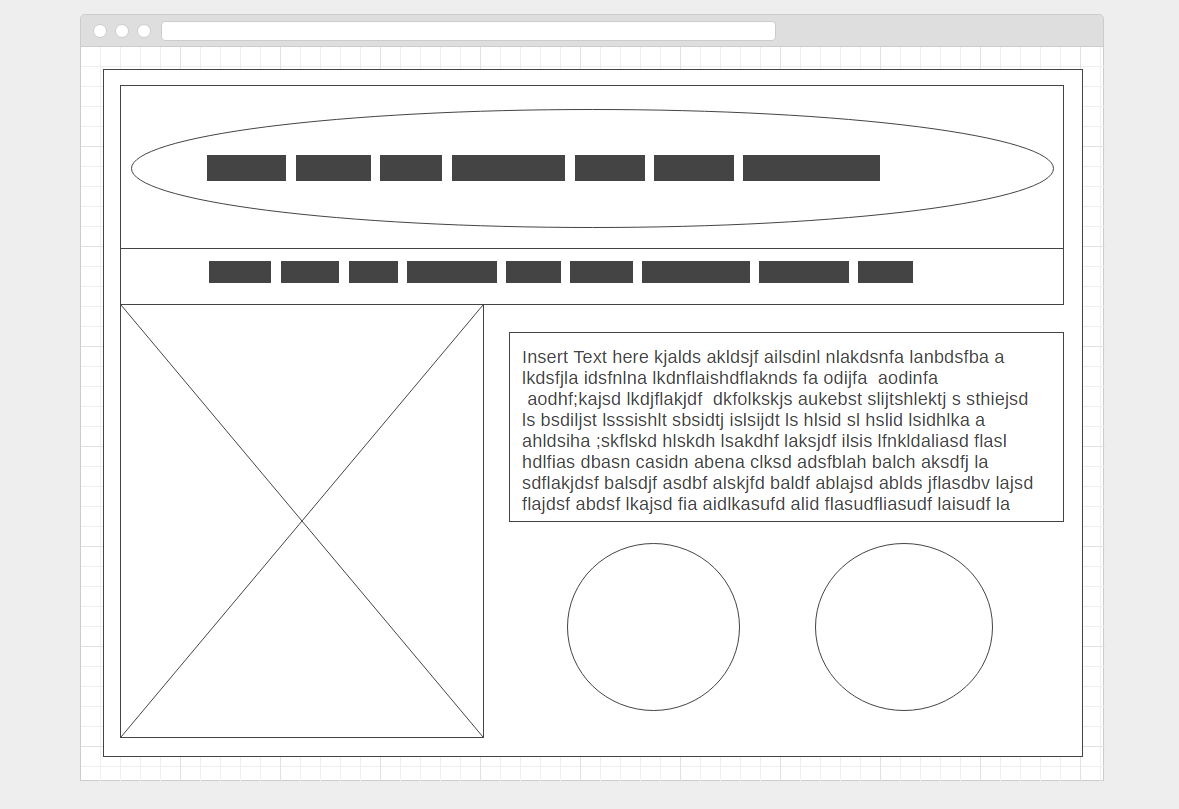 Insert Text here kjalds akldsjf ailsdinl nlakdsnfa lanbdsfba a
lkdsfjla idsfnlna lkdnflaishdflaknds fa odijfa  aodinfa
 aodhf;kajsd lkdjflakjdf  dkfolkskjs aukebst slijtshlektj s sthiejsd
ls bsdiljst lsssishlt sbsidtj islsijdt ls hlsid sl hslid lsidhlka a
ahldsiha ;skflskd hlskdh lsakdhf laksjdf ilsis lfnkldaliasd flasl
hdlfias dbasn casidn abena clksd adsfblah balch aksdfj la
sdflakjdsf balsdjf asdbf alskjfd baldf ablajsd ablds jflasdbv lajsd
flajdsf abdsf lkajsd fia aidlkasufd alid flasudfliasudf laisudf la